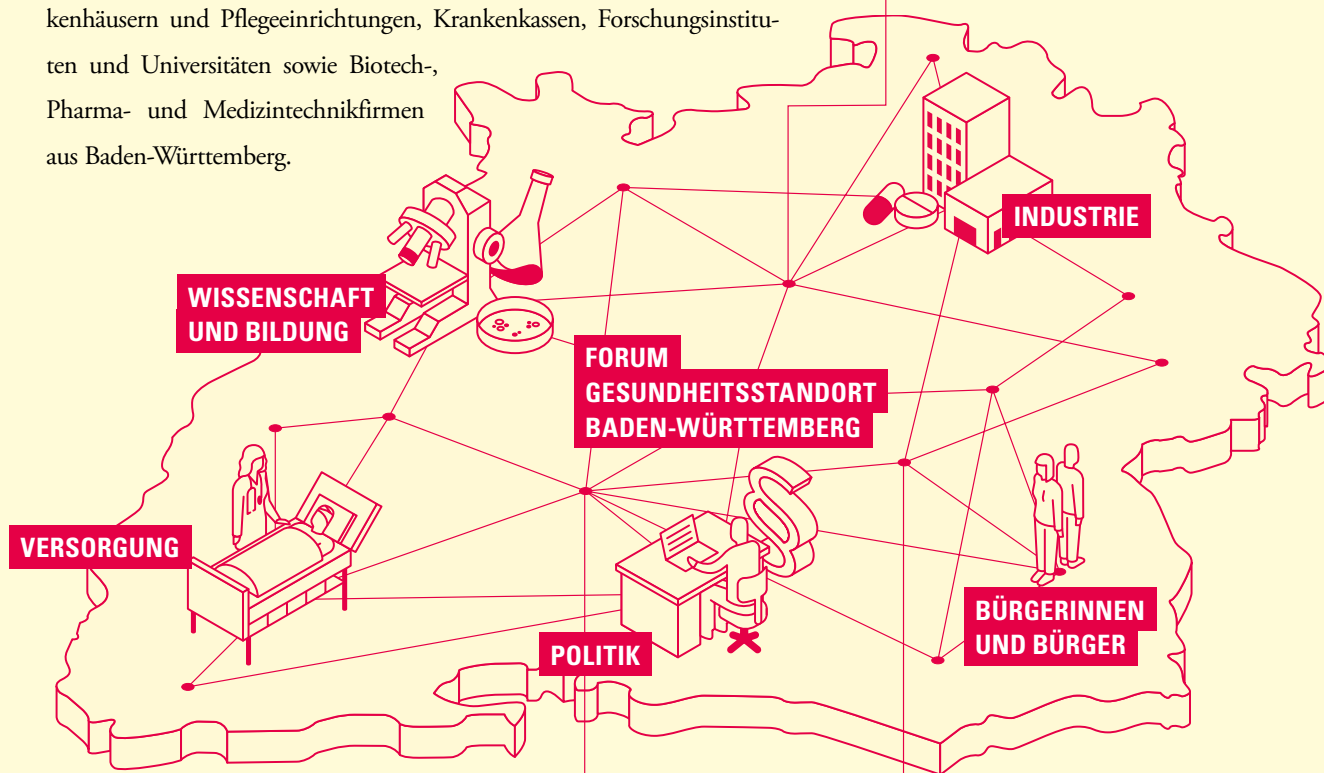 kenhäusern und Pflegeeinrichtungen, Krankenkassen, Forschungsinstitu-
ten und Universitäten sowie Biotech-,
Pharma- und Medizintechnikfirmen
aus Baden-Württemberg.
INDUSTRIE
WISSENSCHAFT
UND BILDUNG
FORUM
GESUNDHEITSSTANDORT
BADEN-WÜRTTEMBERG
VERSORGUNG
BÜRGERINNEN
UND BÜRGER
POLITIK